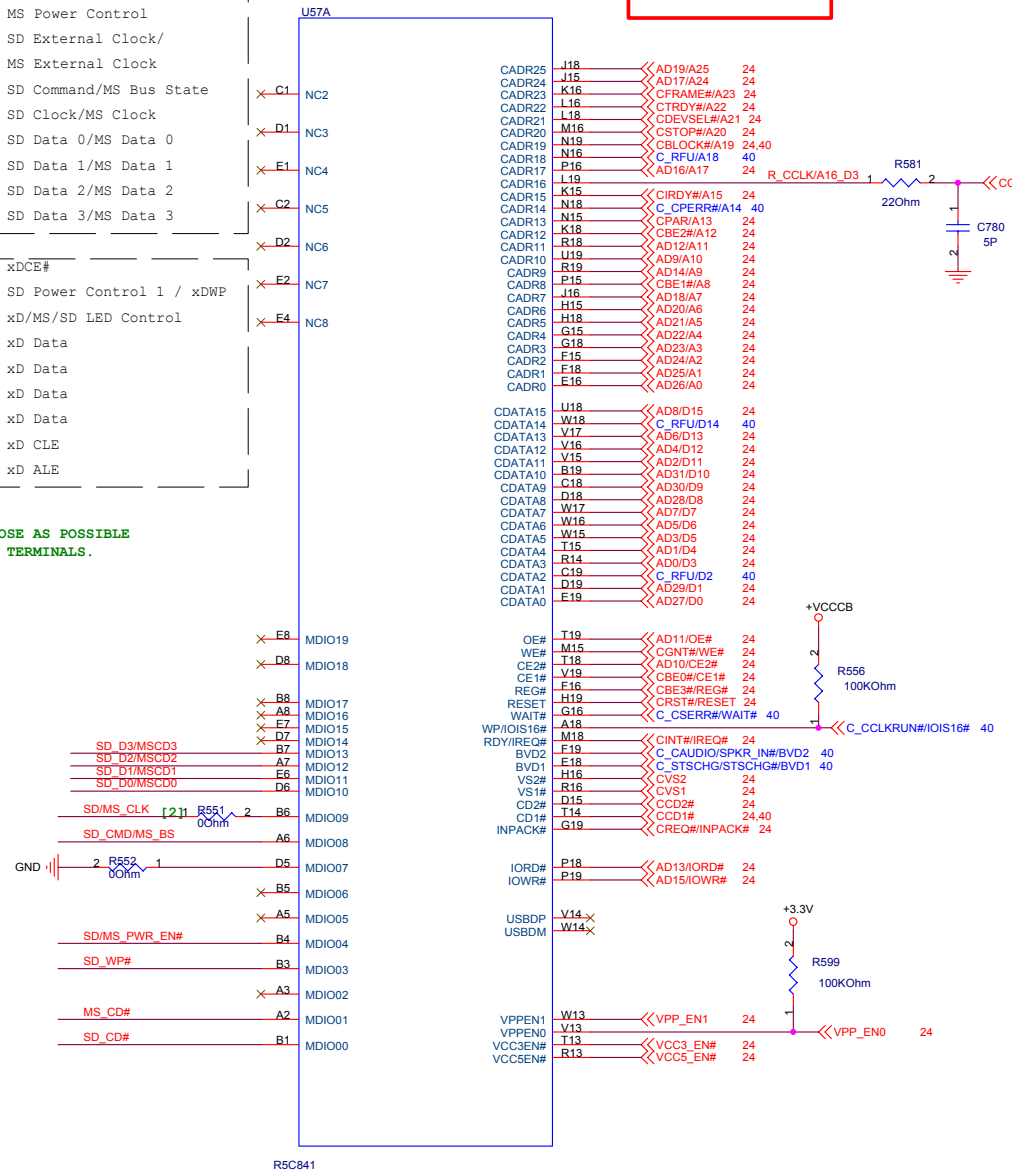 MS Power Control
SD External Clock/
MS External Clock
SD Command/MS Bus State
SD Clock/MS Clock
SD Data 0/MS Data 0
SD Data 1/MS Data 1
SD Data 2/MS Data 2
SD Data 3/MS Data 3
xDCE#
SD Power Control 1 / xDWP
xD/MS/SD LED Control
xD Data
xD Data
xD Data
xD Data
xD CLE
xD ALE
OSE AS POSSIBLE
TERMINALS.
U57A
C1 NC2
D1 NC3
E1 NC4
C2 NC5
D2 NC6
E2 NC7
E4 NC8
E8 MDIO19
D8 MDIO18
B8 MDIO17
A8 MDIO16
E7 MDIO15
D7 MDIO14
SD_D3/MSCD3 B7 MDIO13
SD_D2/MSCD2 A7 MDIO12
SD_D1/MSCD1 E6 MDIO11
SD_D0/MSCD0 D6 MDIO10
SD/MS_CLK [2] 1 R551 2 B6 MDIO09
0Ohm
SD_CMD/MS_BS A6 MDIO08
GND 2 R552 1 D5 MDIO07
0Ohm
B5 MDIO06
A5 MDIO05
SD/MS_PWR_EN# B4 MDIO04
SD_WP# B3 MDIO03
A3 MDIO02
MS_CD# A2 MDIO01
SD_CD# B1 MDIO00
CADR25 J18 AD19/A25 24
CADR24 J15 AD17/A24 24
CADR23 K16 CFRAME#/A23 24
CADR22 L16 CTRDY#/A22 24
CADR21 L18 CDEVSEL#/A21 24
CADR20 M16 CSTOP#/A20 24
CADR19 N19 CBLOCK#/A19 24,40
CADR18 N16 C_RFU/A18 40
CADR17 P16 AD16/A17 24
CADR16 L19 R_CCLK/A16_D3 1 R581 2
22Ohm
1 C780
5P
2
CADR15 K15 CIRDY#/A15 24
CADR14 N18 C_CPERR#/A14 40
CADR13 N15 CPAR/A13 24
CADR12 K18 CBE2#/A12 24
CADR11 R18 AD12/A11 24
CADR10 U19 AD9/A10 24
CADR9 R19 AD14/A9 24
CADR8 P15 CBE1#/A8 24
CADR7 J16 AD18/A7 24
CADR6 H15 AD20/A6 24
CADR5 H18 AD21/A5 24
CADR4 G15 AD22/A4 24
CADR3 G18 AD23/A3 24
CADR2 F15 AD24/A2 24
CADR1 F18 AD25/A1 24
CADR0 E16 AD26/A0 24
CDATA15 U18 AD8/D15 24
CDATA14 W18 C_RFU/D14 40
CDATA13 V17 AD6/D13 24
CDATA12 V16 AD4/D12 24
CDATA11 V15 AD2/D11 24
CDATA10 B19 AD31/D10 24
CDATA9 C18 AD30/D9 24
CDATA8 D18 AD28/D8 24
CDATA7 W17 AD7/D7 24
CDATA6 W16 AD5/D6 24
CDATA5 W15 AD3/D5 24
CDATA4 T15 AD1/D4 24
CDATA3 R14 AD0/D3 24
CDATA2 C19 C_RFU/D2 40
CDATA1 D19 AD29/D1 24
CDATA0 E19 AD27/D0 24
OE# T19 AD11/OE# 24
WE# M15 CGNT#/WE# 24
CE2# T18 AD10/CE2# 24
CE1# V19 CBE0#/CE1# 24
REG# F16 CBE3#/REG# 24
RESET H19 CRST#/RESET 24
WAIT# G16 C_CSERR#/WAIT# 40
WP/IOIS16# A18 C_CCLKRUN#/IOIS16# 40
+VCCCB
2 R556 1
100KOhm
RDY/IREQ# M18 CINT#/IREQ# 24
BVD2 F19 C_CAUDIO/SPKR_IN#/BVD2 40
BVD1 E18 C_STSCHG/STSCHG#/BVD1 40
VS2# H16 CVS2 24
VS1# R16 CVS1 24
CD2# D15 CCD2# 24
CD1# T14 CCD1# 24,40
INPACK# G19 CREQ#/INPACK# 24
IORD# P18 AD13/IORD# 24
IOWR# P19 AD15/IOWR# 24
USBDP V14
USBDM W14
+3.3V
2 R599 1
100KOhm
VPPEN1 W13 VPP_EN1 24
VPPEN0 V13 VPP_EN0 24
VCC3EN# T13 VCC3_EN# 24
VCC5EN# R13 VCC5_EN# 24
R5C841